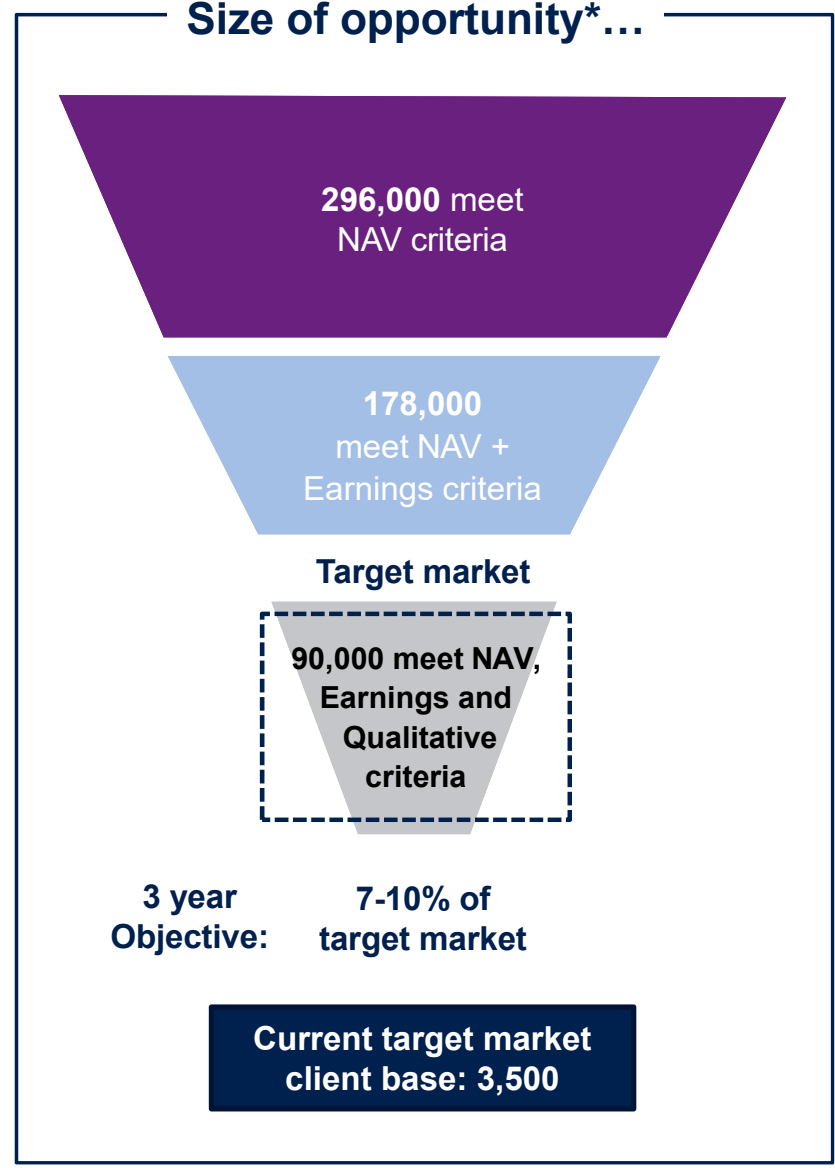 Size of opportunity*…
296,000 meet
NAV criteria
178,000
meet NAV +
Earnings criteria
Target market
90,000 meet NAV,
Earnings and
Qualitative
criteria
3 year
Objective:
7-10% of
target market
Current target market
client base: 3,500